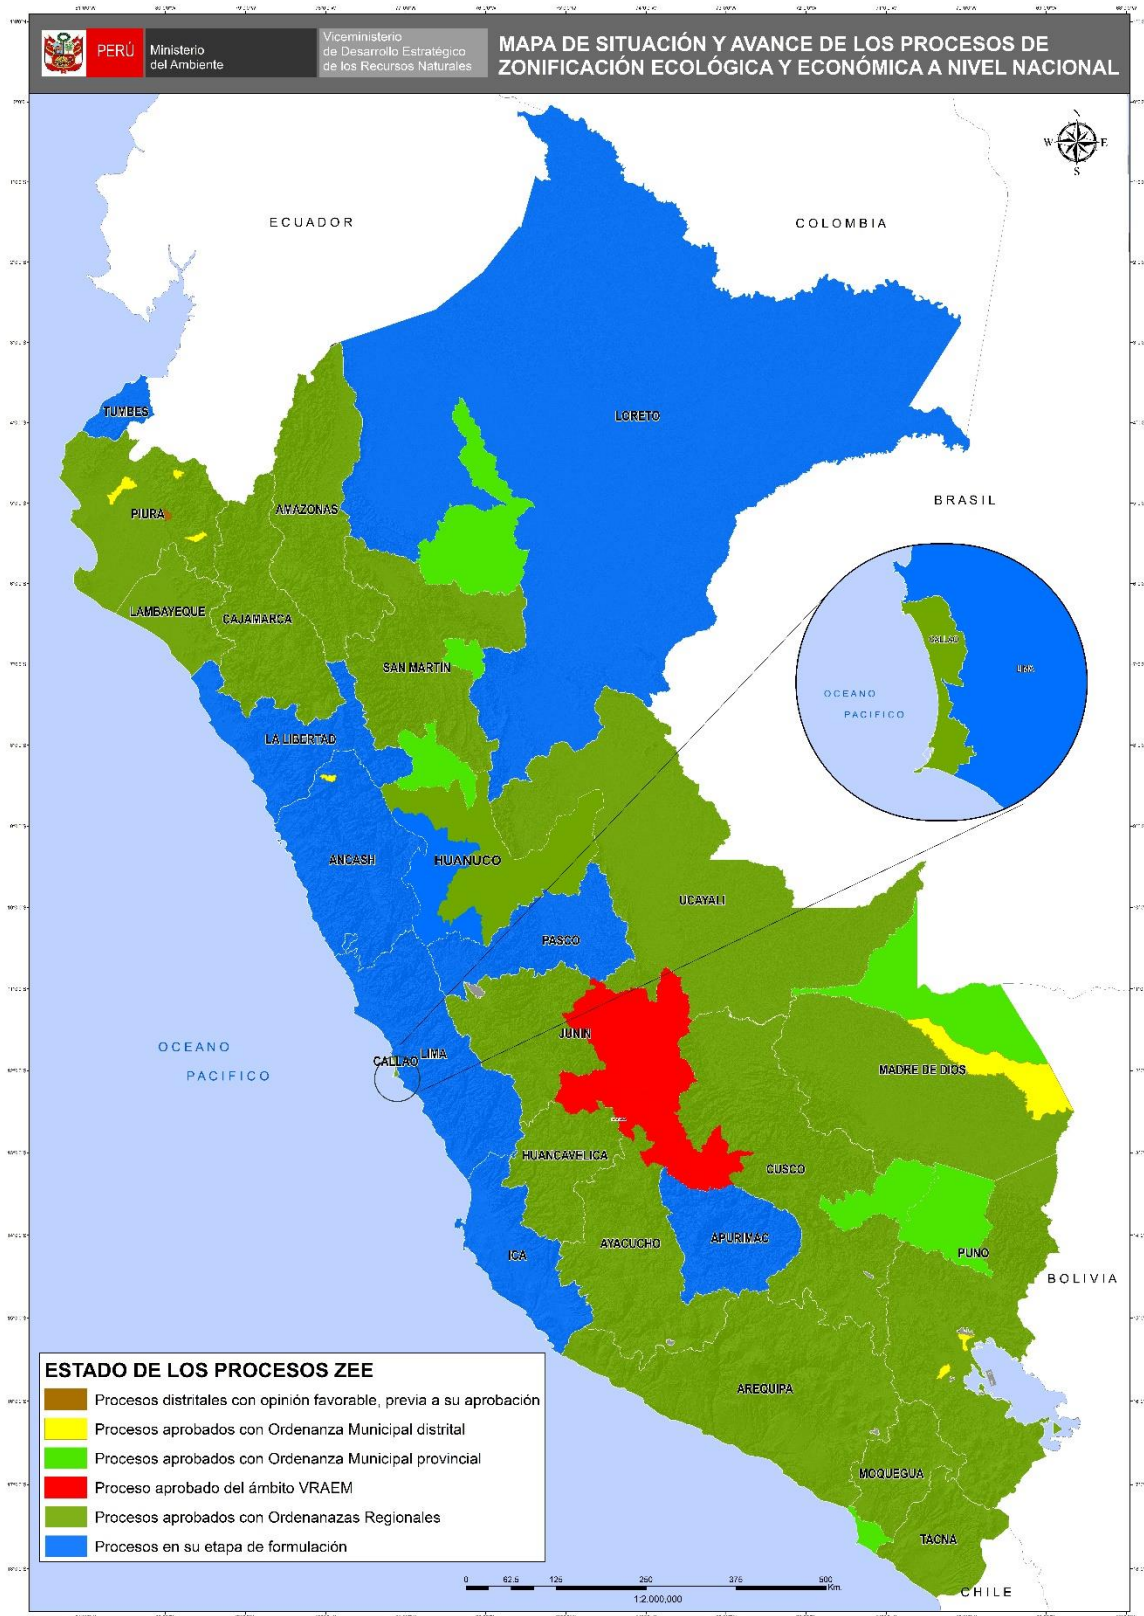 PERÚ
Ministerio
del Ambiente
Viceministerio
de Desarrollo Estratégico
de los Recursos Naturales
MAPA DE SITUACIÓN Y AVANCE DE LOS PROCESOS DE
ZONIFICACIÓN ECOLÓGICA Y ECONÓMICA A NIVEL NACIONAL
N
W
E
S
ECUADOR
COLOMBIA
TUMBES
LORETO
BRASIL
PIURA
AMAZONAS
LAMBAYEQUE
CAJAMARCA
SAN MARTIN
CALLAO
LIMA
OCEANO
PACIFICO
LA LIBERTAD
ANCASH
HUANUCO
UCAYALI
PASCO
JUNIN
OCEANO
PACIFICO
CALLAO
LIMA
MADRE DE DIOS
HUANCAVELICA
CUSCO
ICA
AYACUCHO
APURIMAC
PUNO
BOLIVIA
AREQUIPA
MOQUEGUA
TACNA
CHILE
ESTADO DE LOS PROCESOS ZEE
Procesos distritales con opinión favorable, previa a su aprobación
Procesos aprobados con Ordenanza Municipal distrital
Procesos aprobados con Ordenanza Municipal provincial
Proceso aprobado del ámbito VRAEM
Procesos aprobados con Ordenanazas Regionales
Procesos en su etapa de formulación
0 62.5 125 250 375 500
Km.
1:2.000,000